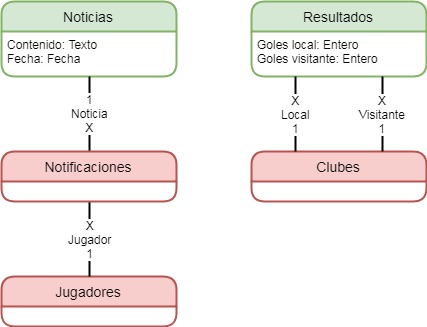 Noticias
Contenido: Texto
Fecha: Fecha
1
Noticia
X
Notificaciones
X
Jugador
1
Jugadores
Resultados
Goles local: Entero
Goles visitante: Entero
X
Local
1
X
Visitante
1
Clubes